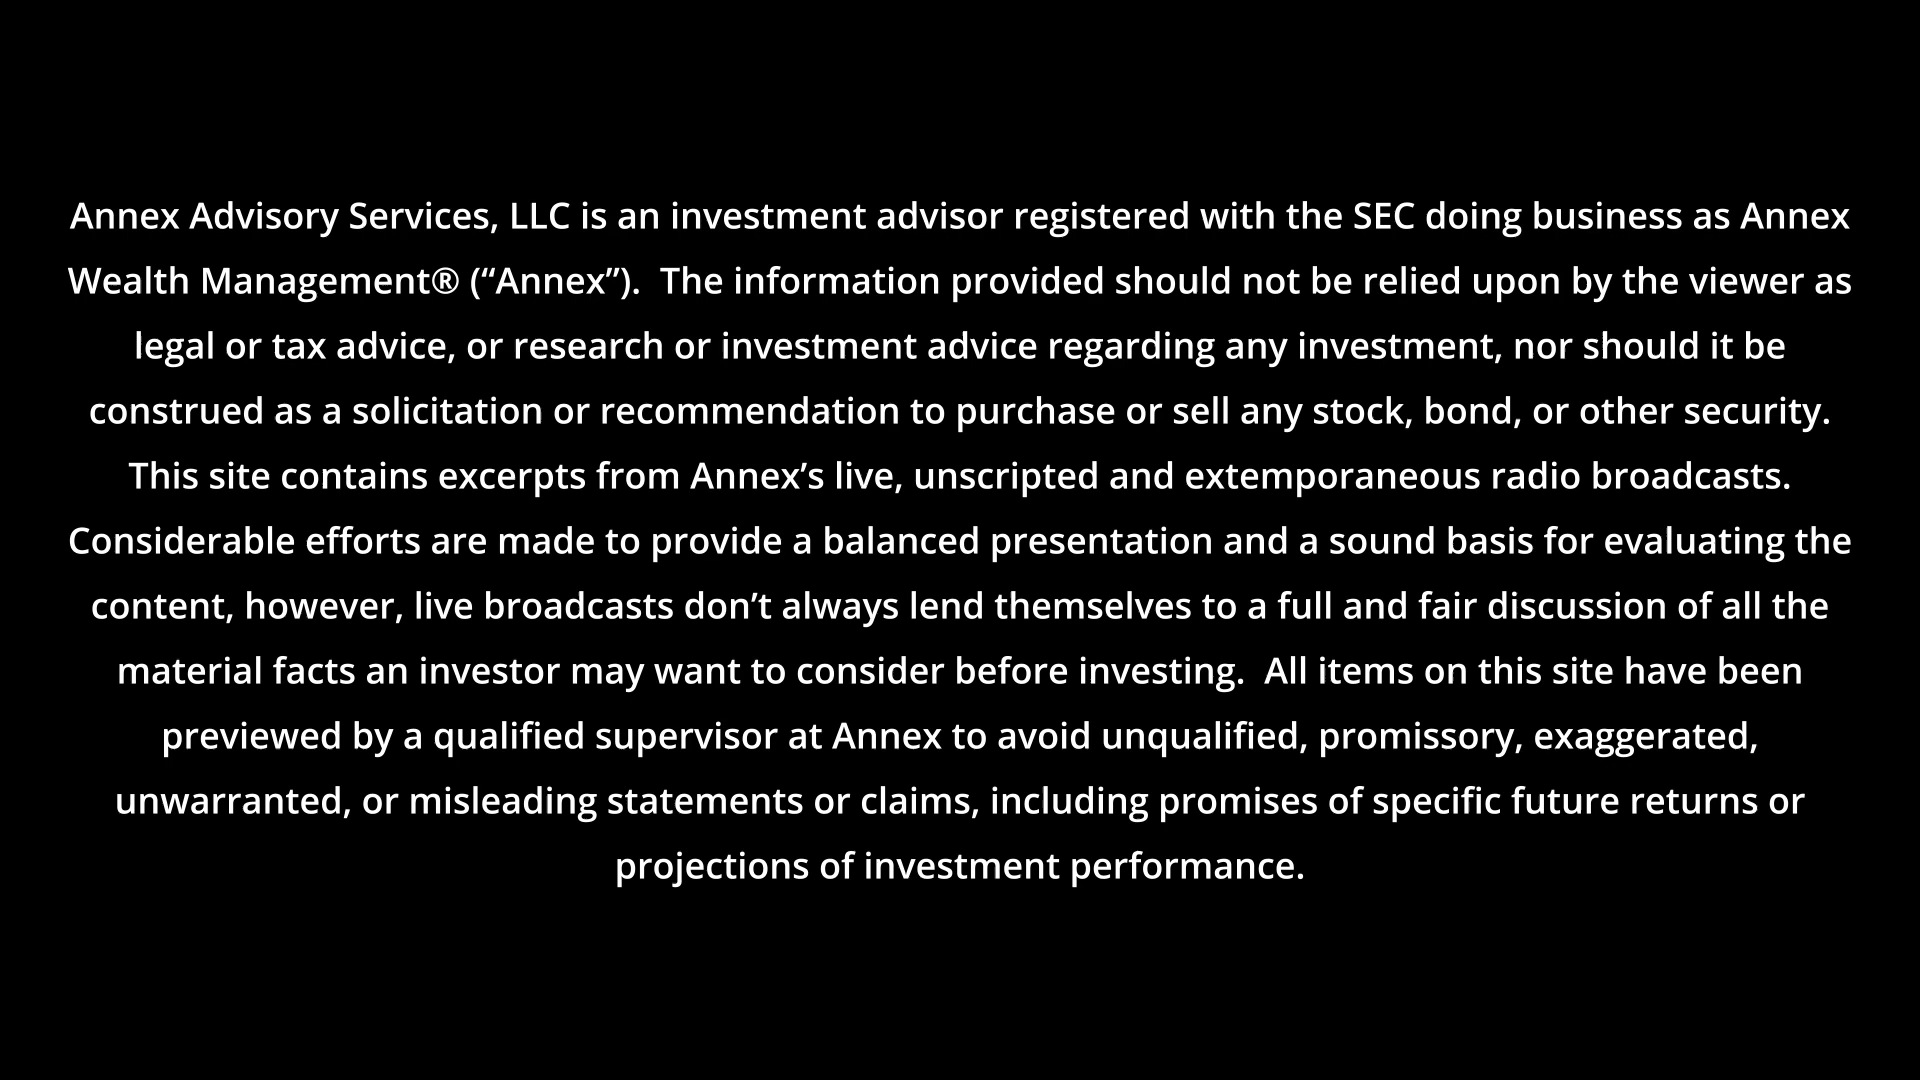 Annex Advisory Services, LLC is an investment advisor registered with the SEC doing business as Annex
Wealth Management® (“Annex”).  The information provided should not be relied upon by the viewer as
legal or tax advice, or research or investment advice regarding any investment, nor should it be
construed as a solicitation or recommendation to purchase or sell any stock, bond, or other security.
This site contains excerpts from Annex’s live, unscripted and extemporaneous radio broadcasts.
Considerable efforts are made to provide a balanced presentation and a sound basis for evaluating the
content, however, live broadcasts don’t always lend themselves to a full and fair discussion of all the
material facts an investor may want to consider before investing.  All items on this site have been
previewed by a qualified supervisor at Annex to avoid unqualified, promissory, exaggerated,
unwarranted, or misleading statements or claims, including promises of specific future returns or
projections of investment performance.